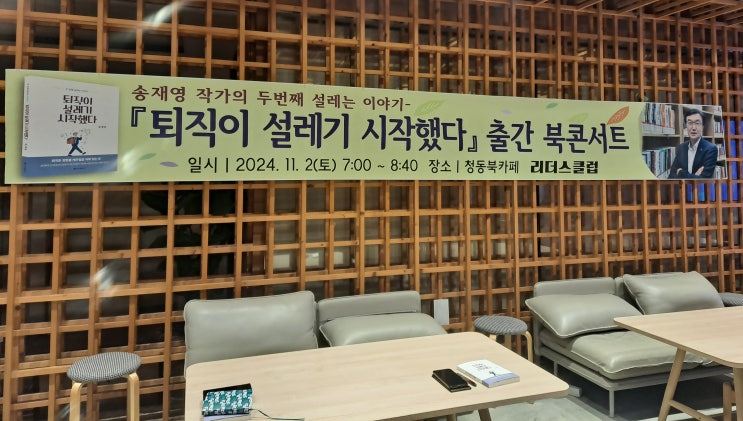 송재영 작가의 두번째 설레는 이야기-
『퇴직이 설레기 시작했다』 출간 북콘서트
일시 | 2024. 11. 2(토) 7:00 ~ 8:40 장소 | 청동북카페 리더스클럽
퇴직이
설레기
시작했다